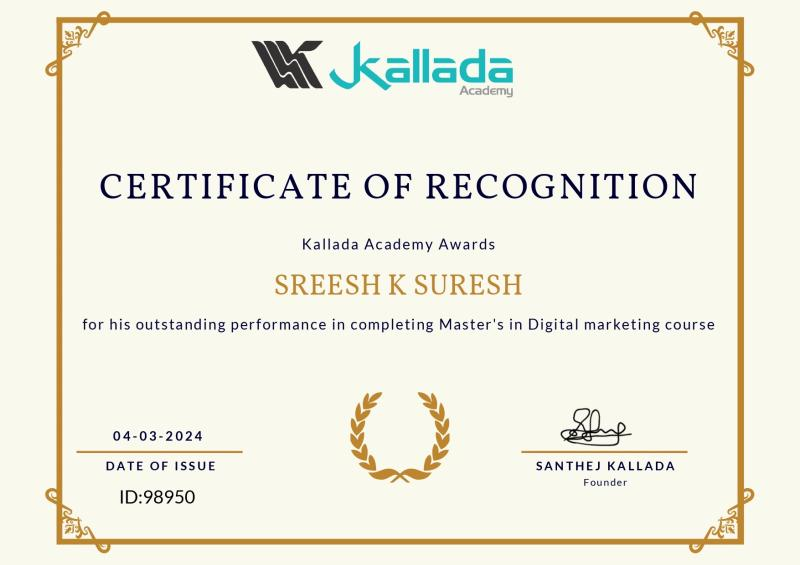 Kallada
Academy
CERTIFICATE OF RECOGNITION
Kallada Academy Awards
SREESH K SURESH
for his outstanding performance in completing Master's in Digital marketing course
04-03-2024
DATE OF ISSUE
ID:98950
SANTHEJ KALLADA
Founder